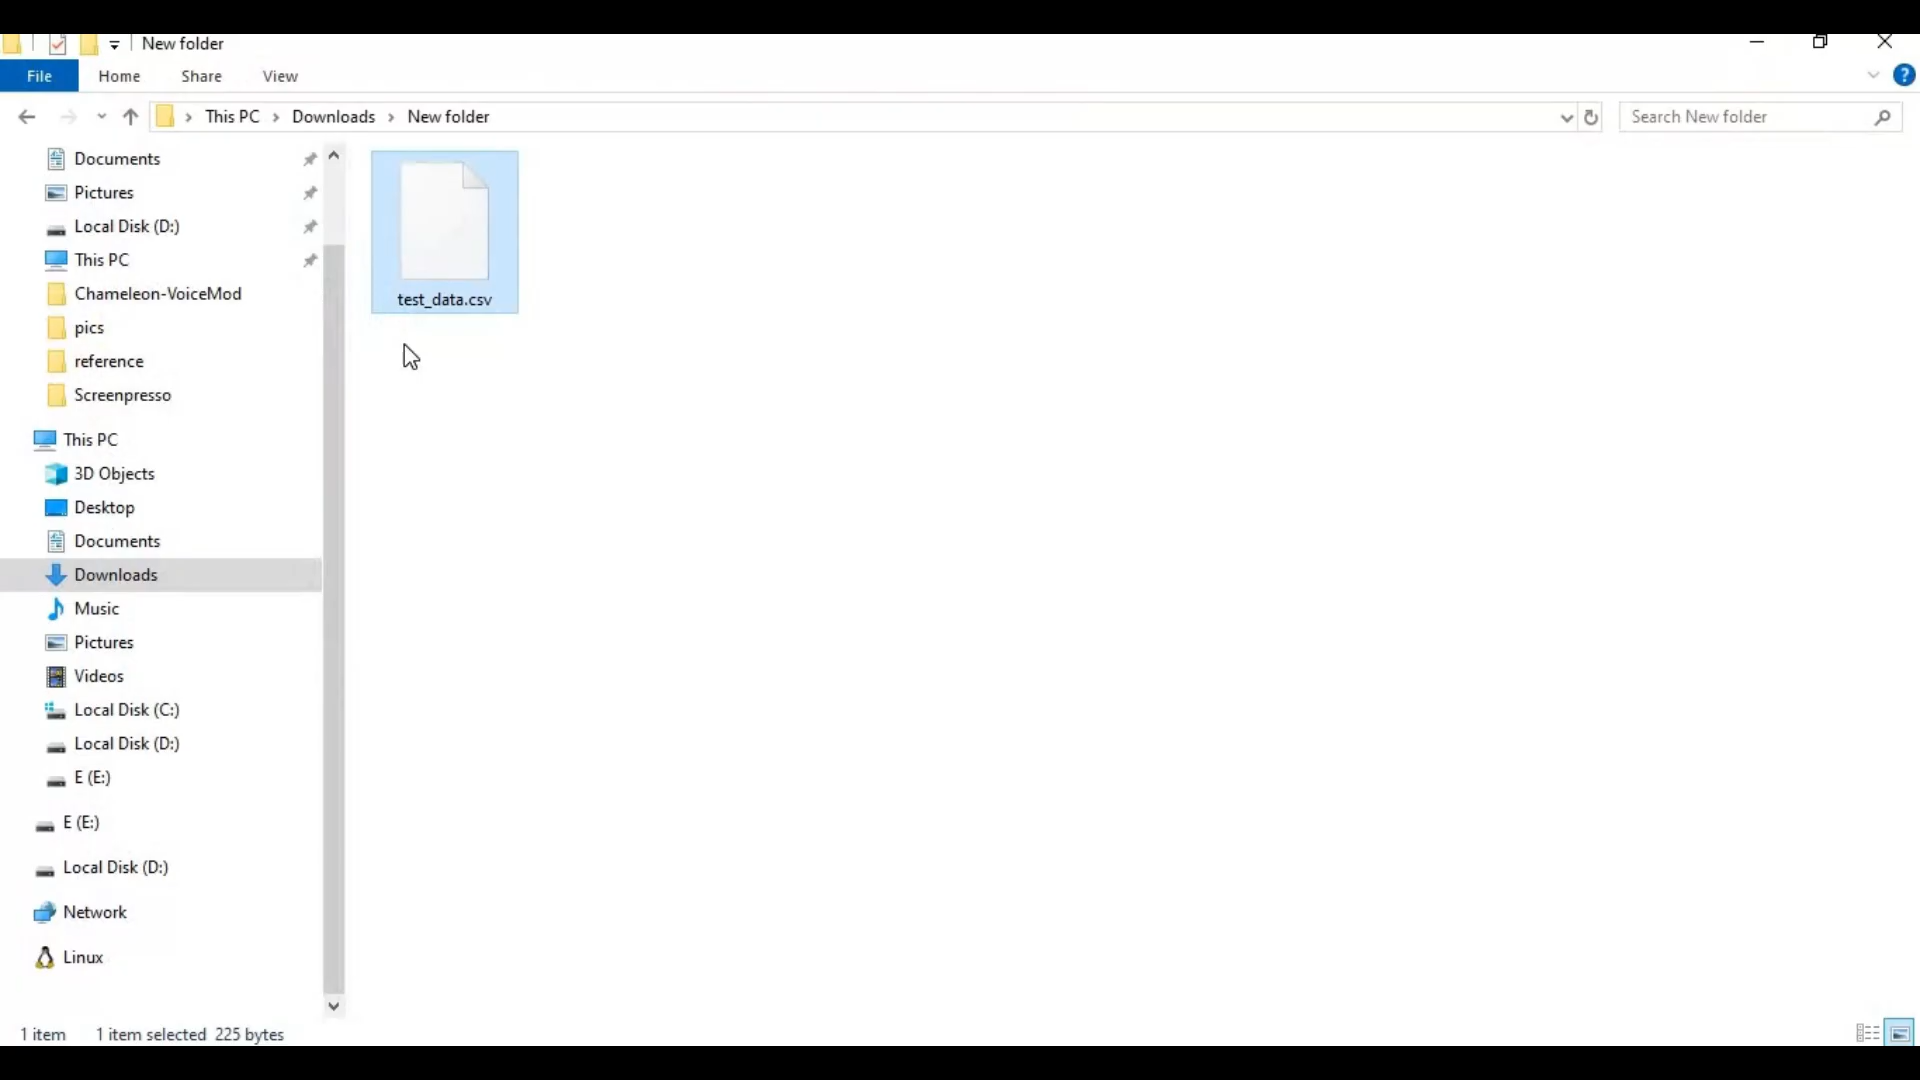 New folder
File Home Share View
?
This PC Downloads New folder
Search New folder
Documents
Pictures
Local Disk (D:)
This PC
Chameleon-VoiceMod
pics
reference
Screenpresso
This PC
3D Objects
Desktop
Documents
Downloads
Music
Pictures
Videos
Local Disk (C:)
Local Disk (D:)
E (E:)
E (E:)
Local Disk (D:)
Network
Linux
test_data.csv
1 item 1 item selected 225 bytes